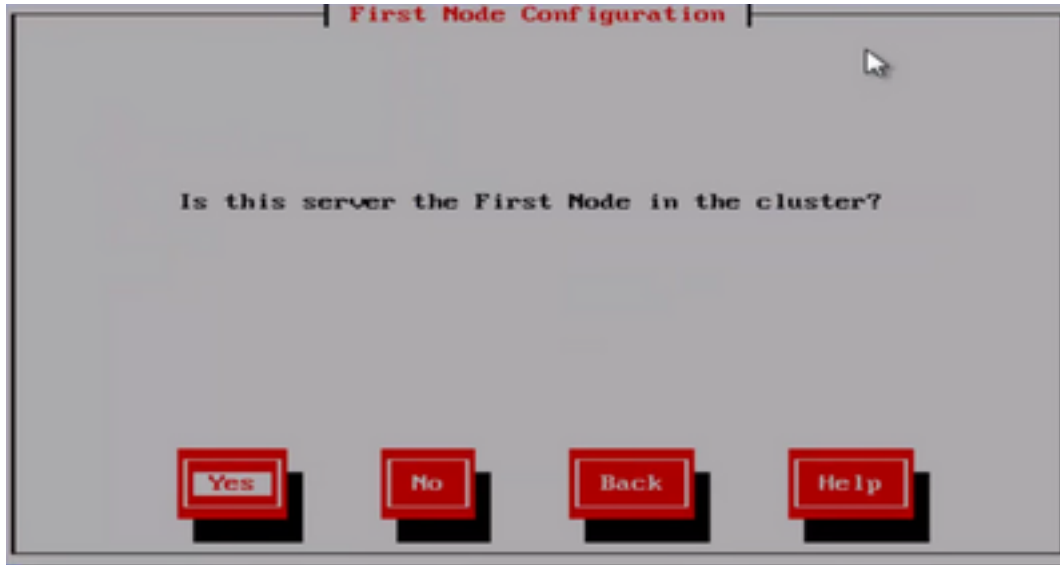 First Node Configuration
Is this server the First Node in the cluster?
Yes No Back Help